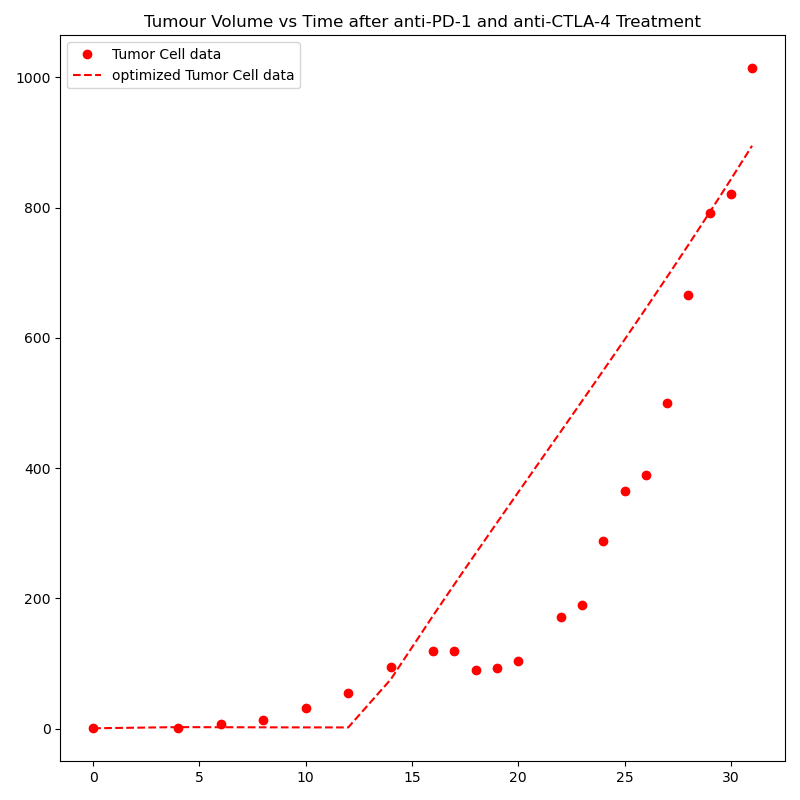 Tumour Volume vs Time after anti-PD-1 and anti-CTLA-4 Treatment
Tumor Cell data
optimized Tumor Cell data
1000
800
600
400
200
0
0 5 10 15 20 25 30